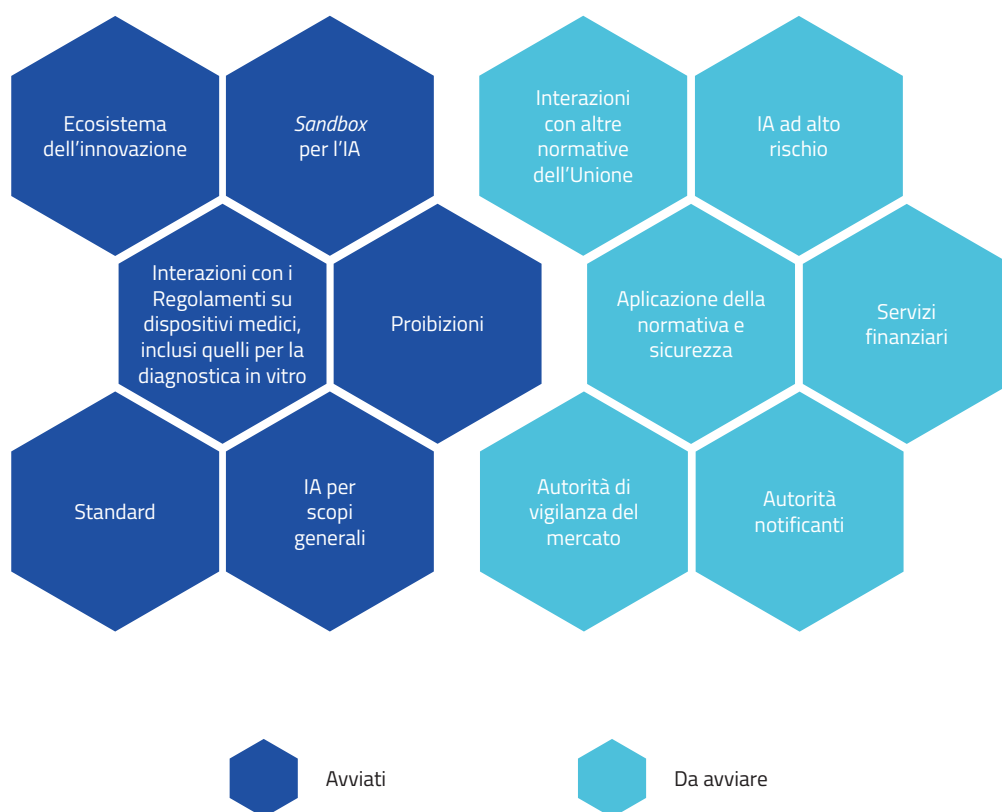 Ecosistema
dell’innovazione
Sandbox
per l’IA
Interazioni con i
Regolamenti su
dispositivi medici,
inclusi quelli per la
diagnostica in vitro
Proibizioni
Standard
IA per
scopi
generali
Interazioni
con altre
normative
dell’Unione
IA ad alto
rischio
Aplicazione della
normativa e
sicurezza
Servizi
finanziari
Autorità di
vigilanza del
mercato
Autorità
notificanti
Avviati
Da avviare